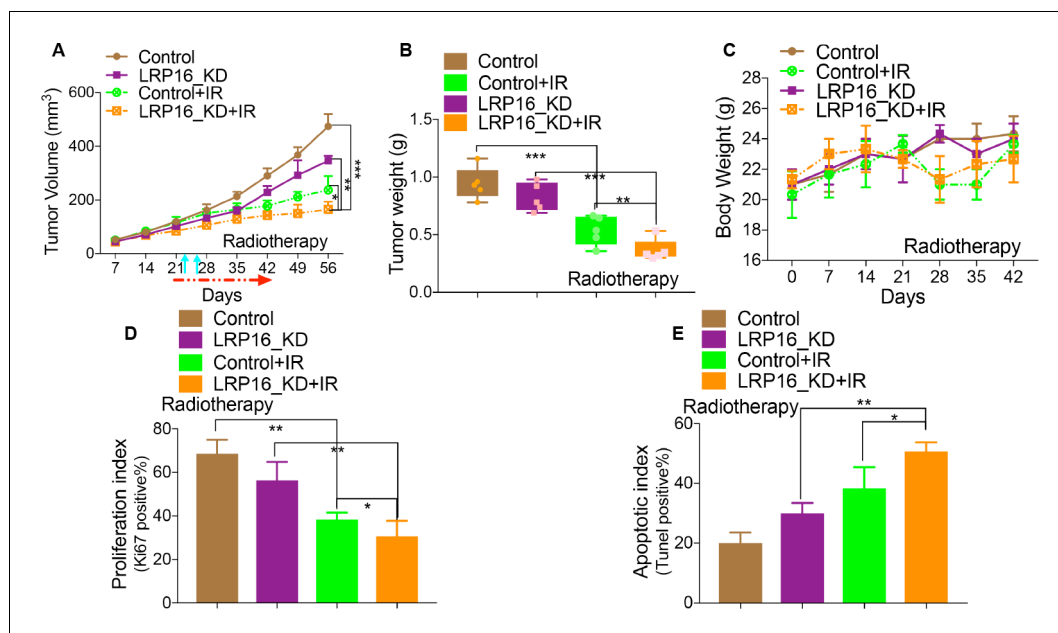 A
Control
LRP16_KD
Control+IR
LRP16_KD+IR
Tumor Volume (mm3)
600
400
200
0
***
**
*
Radiotherapy
7 14 21 28 35 42 49 56
Days
B
Control
Control+IR
LRP16_KD
LRP16_KD+IR
Tumor weight (g)
1.5
1.0
0.5
0.0
***
***
**
Radiotherapy
C
Control
Control+IR
LRP16_KD
LRP16_KD+IR
Body Weight (g)
28
26
24
22
20
18
16
Radiotherapy
0 7 14 21 28 35 42
Days
D
Control
LRP16_KD
Control+IR
LRP16_KD+IR
Radiotherapy
Proliferation index
(Ki67 positive%)
80
60
40
20
0
**
**
*
E
Control
LRP16_KD
Control+IR
LRP16_KD+IR
Radiotherapy
Apoptotic index
(Tunel positive%)
60
40
20
0
**
*